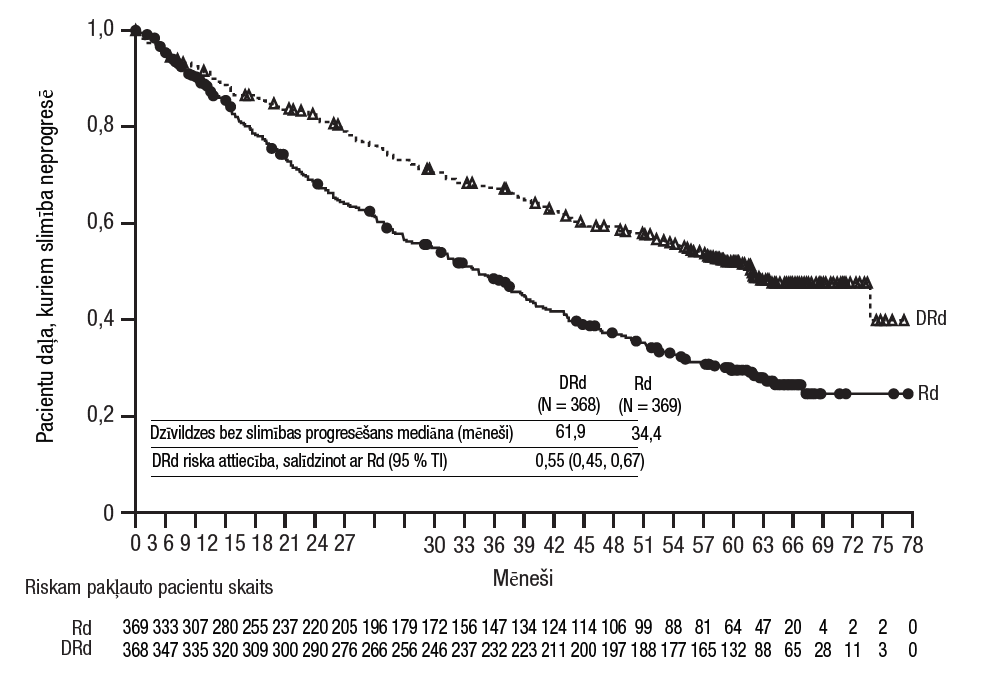 1,0
0,8
0,6
0,4
0,2
0
Pacientu daļa, kuriem slimība neprogresē
DRd
Rd
DRd Rd
(N = 368) (N = 369)
Dzīvildzes bez slimības progresēšans mediāna (mēneši) 61,9 34,4
DRd riska attiecība, salīdzinot ar Rd (95 % TI) 0,55 (0,45, 0,67)
0 3 6 9 12 15 18 21 24 27 30 33 36 39 42 45 48 51 54 57 60 63 66 69 72 75 78
Mēneši
Riskam pakļauto pacientu skaits
Rd 369 333 307 280 255 237 220 205 196 179 172 156 147 134 124 114 106 99 88 81 64 47 20 4 2 2 0
DRd 368 347 335 320 309 300 290 276 266 256 246 237 232 223 211 200 197 188 177 165 132 88 65 28 11 3 0